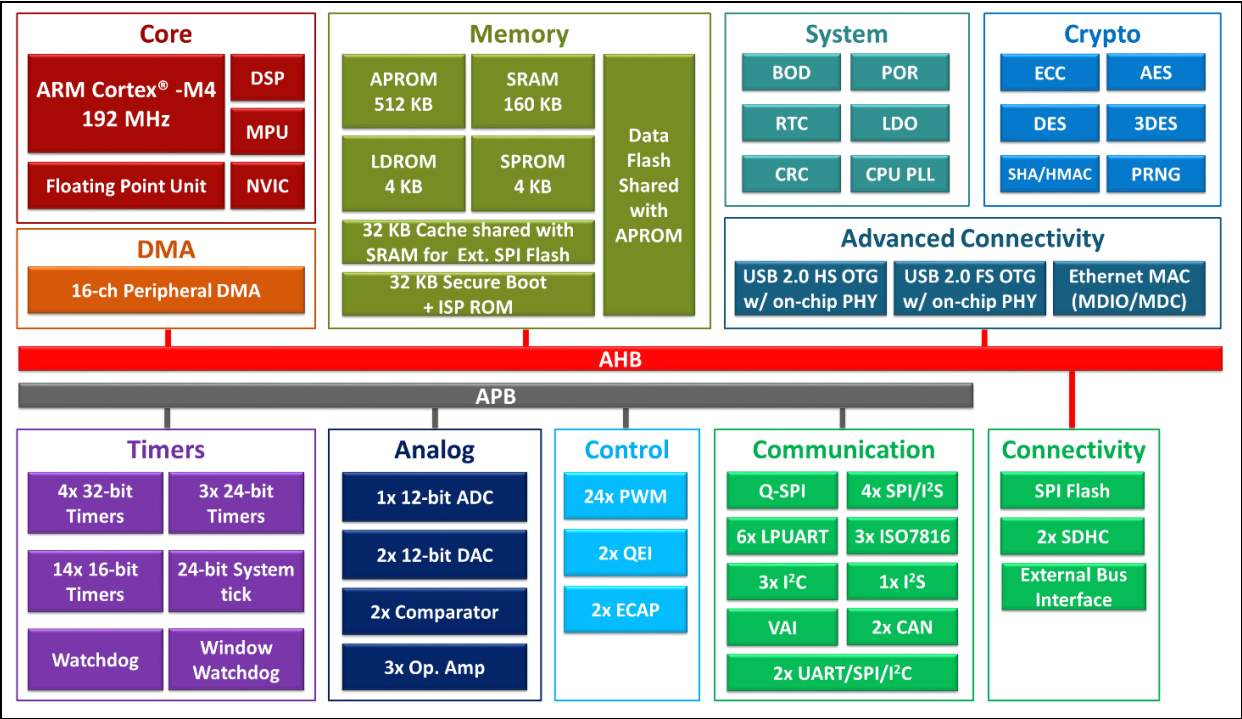 Core
ARM Cortex® -M4
192 MHz
DSP
MPU
Floating Point Unit
NVIC
DMA
16-ch Peripheral DMA
Memory
APROM
512 KB
SRAM
160 KB
LDROM
4 KB
SPROM
4 KB
32 KB Cache shared with
SRAM for Ext. SPI Flash
32 KB Secure Boot
+ ISP ROM
Data
Flash
Shared
with
APROM
System
BOD
POR
RTC
LDO
CRC
CPU PLL
Crypto
ECC
AES
DES
3DES
SHA/HMAC
PRNG
Advanced Connectivity
USB 2.0 HS OTG
w/ on-chip PHY
USB 2.0 FS OTG
w/ on-chip PHY
Ethernet MAC
(MDIO/MDC)
AHB
APB
Timers
4x 32-bit
Timers
3x 24-bit
Timers
14x 16-bit
Timers
24-bit System
tick
Watchdog
Window
Watchdog
Analog
1x 12-bit ADC
2x 12-bit DAC
2x Comparator
3x Op. Amp
Control
24x PWM
2x QEI
2x ECAP
Communication
Q-SPI
4x SPI/I²S
6x LPUART
3x ISO7816
3x I²C
1x I²S
VAI
2x CAN
2x UART/SPI/I²C
Connectivity
SPI Flash
2x SDHC
External Bus
Interface